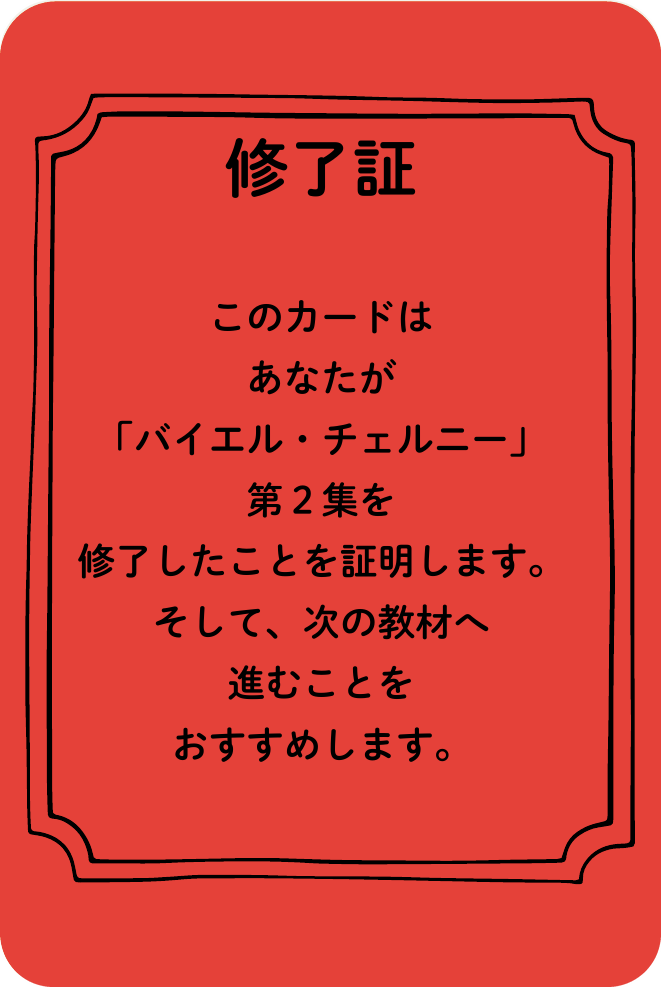 修了証
このカードは
あなたが
「バイエル・チェルニー」
第2集を
修了したことを証明します。
そして、次の教材へ
進むことを
おすすめします。